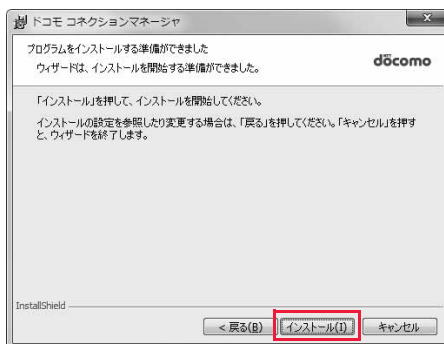 ドコモ コネクションマネージャ
プログラムをインストールする準備ができました
ウィザードは、インストールを開始する準備ができました。
döcomo
「インストール」を押して、インストールを開始してください。
インストールの設定を参照したり変更する場合は、「戻る」を押してください。「キャンセル」を押す
と、ウィザードを終了します。
InstallShield
< 戻る(B) インストール(I) キャンセル